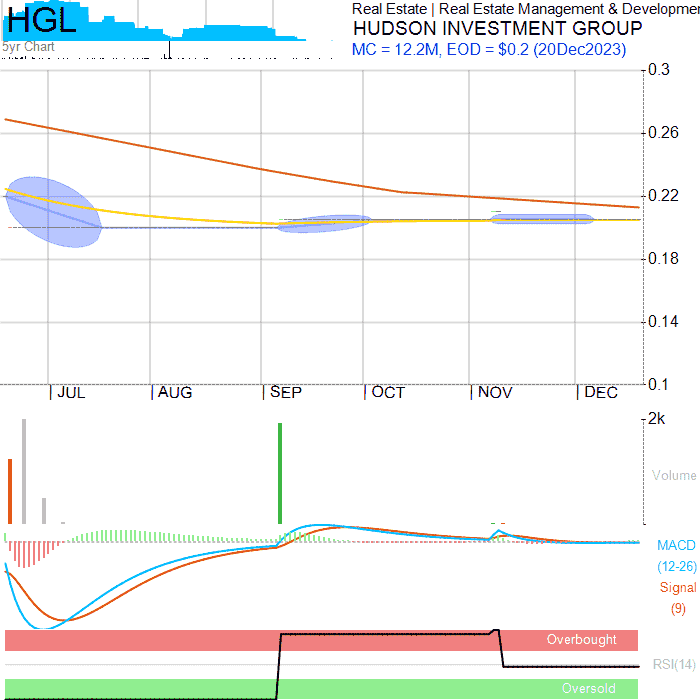 HGL
5yr Chart
Real Estate | Real Estate Management & Developmen
HUDSON INVESTMENT GROUP
MC = 12.2M, EOD = $0.2 (20Dec2023)
0.3
0.26
0.22
0.18
0.14
0.1
JUL AUG SEP OCT NOV DEC
2k
Volume
MACD
(12-26)
Signal
(9)
Overbought
RSI(14)
Oversold